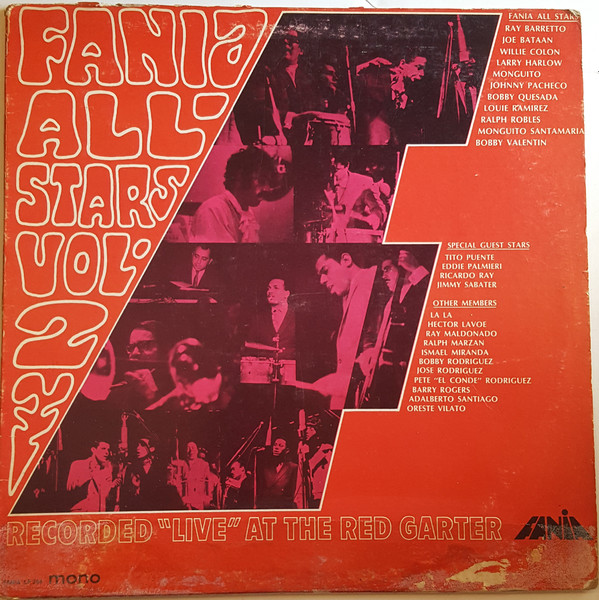 FANIA
ALL-
STARS
VOL.
2
FANIA ALL STARS
RAY BARRETTO
JOE BATAAN
WILLIE COLON
LARRY HARLOW
MONGUITO
JOHNNY PACHECO
BOBBY QUESADA
LOUIE RAMIREZ
RALPH ROBLES
MONGUITO SANTAMARIA
BOBBY VALENTIN
SPECIAL GUEST STARS
TITO PUENTE
EDDIE PALMIERI
RICARDO RAY
JIMMY SABATER
OTHER MEMBERS
LA LA
HECTOR LAVOE
RAY MALDONADO
RALPH MARZAN
ISMAEL MIRANDA
BOBBY RODRIGUEZ
JOSE RODRIGUEZ
PETE "EL CONDE" RODRIGUEZ
BARRY ROGERS
ADALBERTO SANTIAGO
ORESTE VILATO
RECORDED "LIVE" AT THE RED GARTER
FANIA
mono